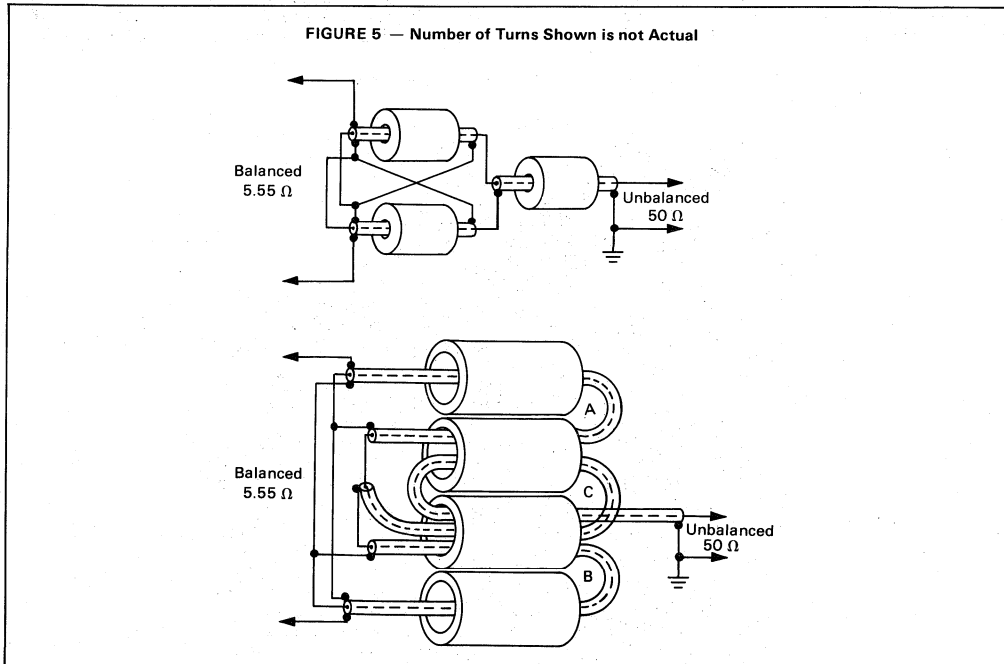 FIGURE 5 — Number of Turns Shown is not Actual
Balanced
5.55 Ω
Unbalanced
50 Ω
A
Balanced
5.55 Ω
C
Unbalanced
50 Ω
B